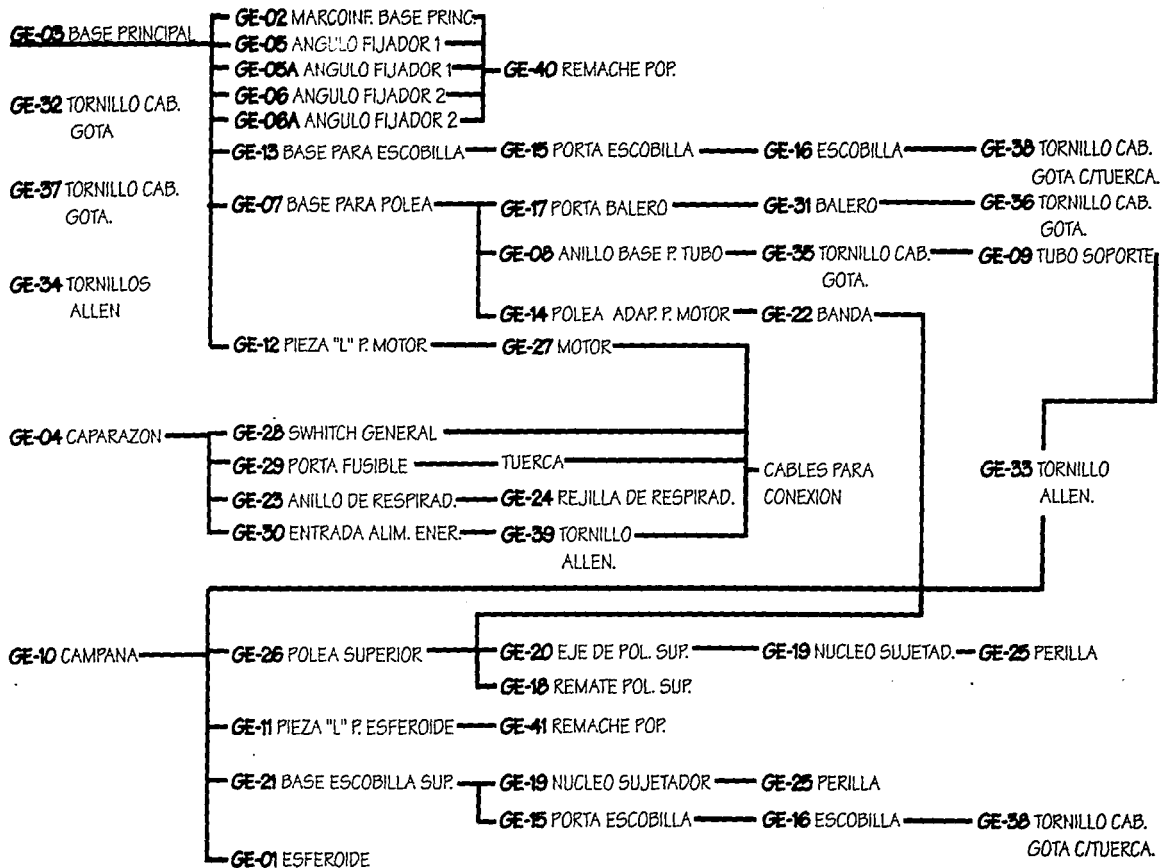 GE-03 BASE PRINCIPAL
GE-32 TORNILLO CAB.
GOTA
GE-37 TORNILLO CAB.
GOTA.
GE-34 TORNILLOS
ALLEN
GE-02 MARCOINF. BASE PRINC.
GE-05 ANGULO FIJADOR 1
GE-05A ANGULO FIJADOR 1
GE-06 ANGULO FIJADOR 2
GE-06A ANGULO FIJADOR 2
GE-40 REMACHE POP.
GE-13 BASE PARA ESCOBILLA
GE-15 PORTA ESCOBILLA
GE-16 ESCOBILLA
GE-38 TORNILLO CAB.
GOTA C/TUERCA.
GE-07 BASE PARA POLEA
GE-17 PORTA BALERO
GE-31 BALERO
GE-36 TORNILLO CAB.
GOTA.
GE-08 ANILLO BASE P. TUBO
GE-35 TORNILLO CAB.
GOTA.
GE-09 TUBO SOPORTE
GE-14 POLEA ADAP. P. MOTOR
GE-22 BANDA
GE-12 PIEZA "L" P. MOTOR
GE-27 MOTOR
GE-04 CAPARAZON
GE-28 SWHITCH GENERAL
GE-29 PORTA FUSIBLE
TUERCA
GE-23 ANILLO DE RESPIRAD.
GE-24 REJILLA DE RESPIRAD.
GE-30 ENTRADA ALIM. ENER.
GE-39 TORNILLO
ALLEN.
CABLES PARA
CONEXION
GE-33 TORNILLO
ALLEN.
GE-10 CAMPANA
GE-26 POLEA SUPERIOR
GE-20 EJE DE POL. SUP.
GE-19 NUCLEO SUJETAD.
GE-25 PERILLA
GE-18 REMATE POL. SUP.
GE-11 PIEZA "L" P. ESFEROIDE
GE-41 REMACHE POP.
GE-21 BASE ESCOBILLA SUP.
GE-19 NUCLEO SUJETADOR
GE-25 PERILLA
GE-15 PORTA ESCOBILLA
GE-16 ESCOBILLA
GE-38 TORNILLO CAB.
GOTA C/TUERCA.
GE-01 ESFEROIDE